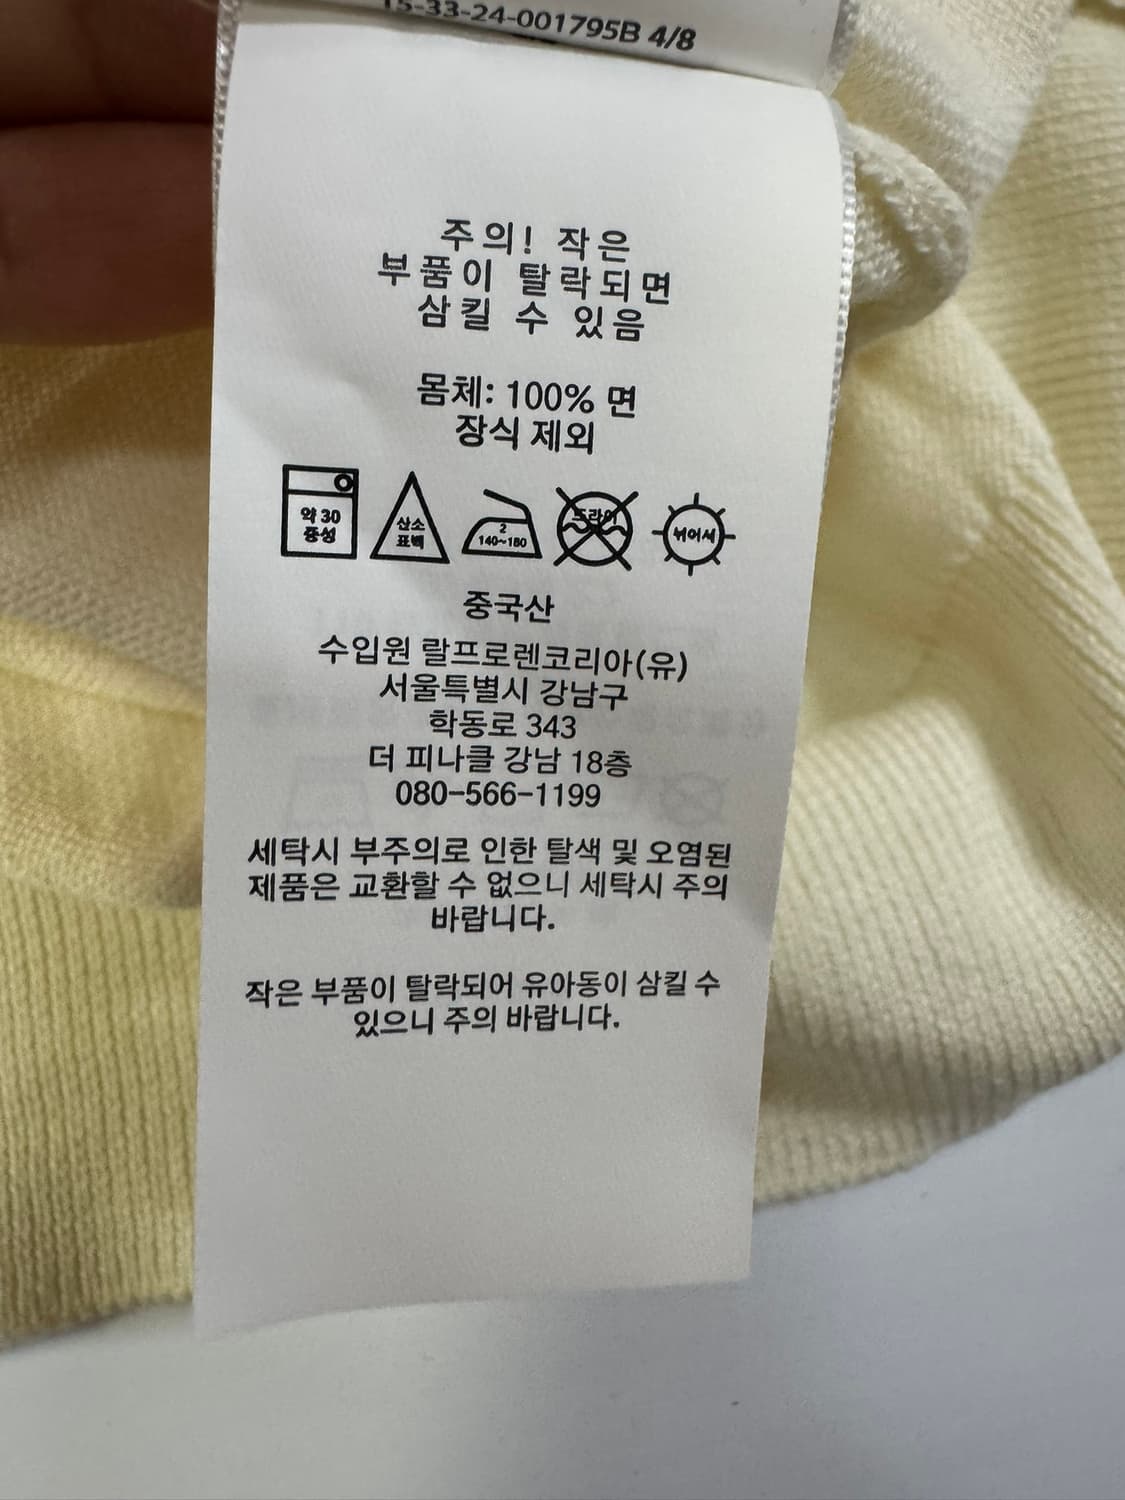 15-33-24-001795B 4/8
주의! 작은
부품이 탈락되면
삼킬 수 있음
몸체: 100% 면
장식 제외
약 30
중성
산소
표백
2
140~180
드라이
뉘어서
중국산
수입원 랄프로렌코리아(유)
서울특별시 강남구
학동로 343
더 피나클 강남 18층
080-566-1199
세탁시 부주의로 인한 탈색 및 오염된
제품은 교환할 수 없으니 세탁시 주의
바랍니다.
작은 부품이 탈락되어 유아동이 삼킬 수
있으니 주의 바랍니다.